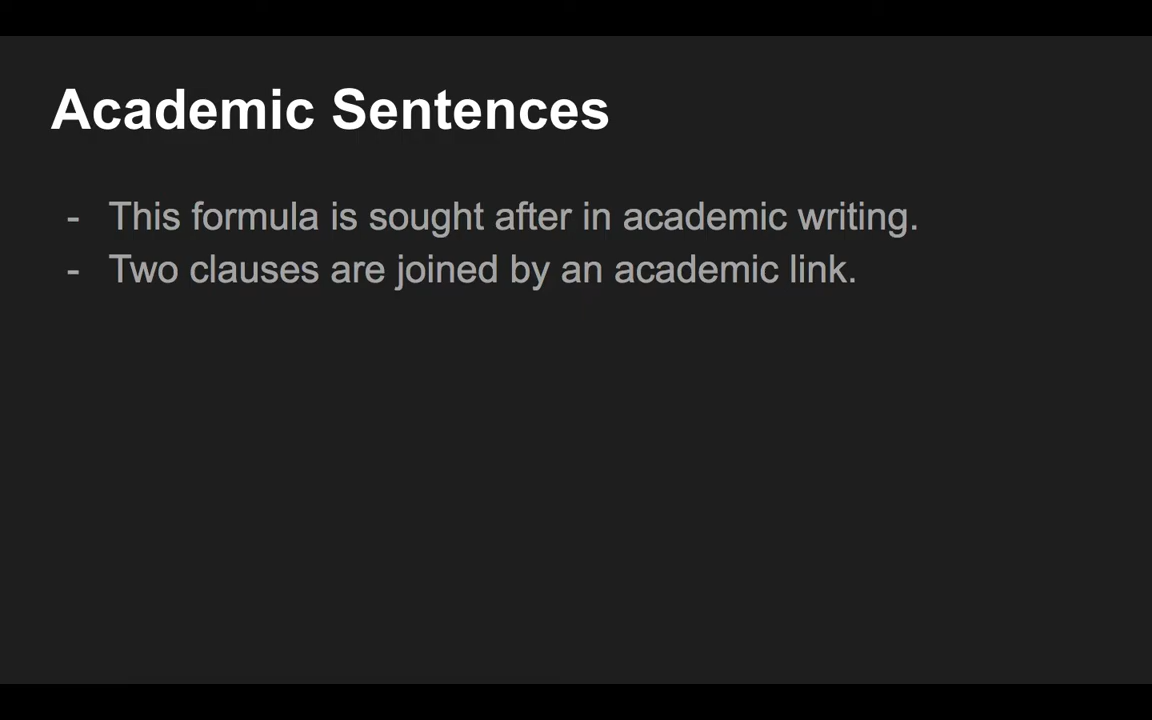 Academic Sentences
- This formula is sought after in academic writing.
- Two clauses are joined by an academic link.